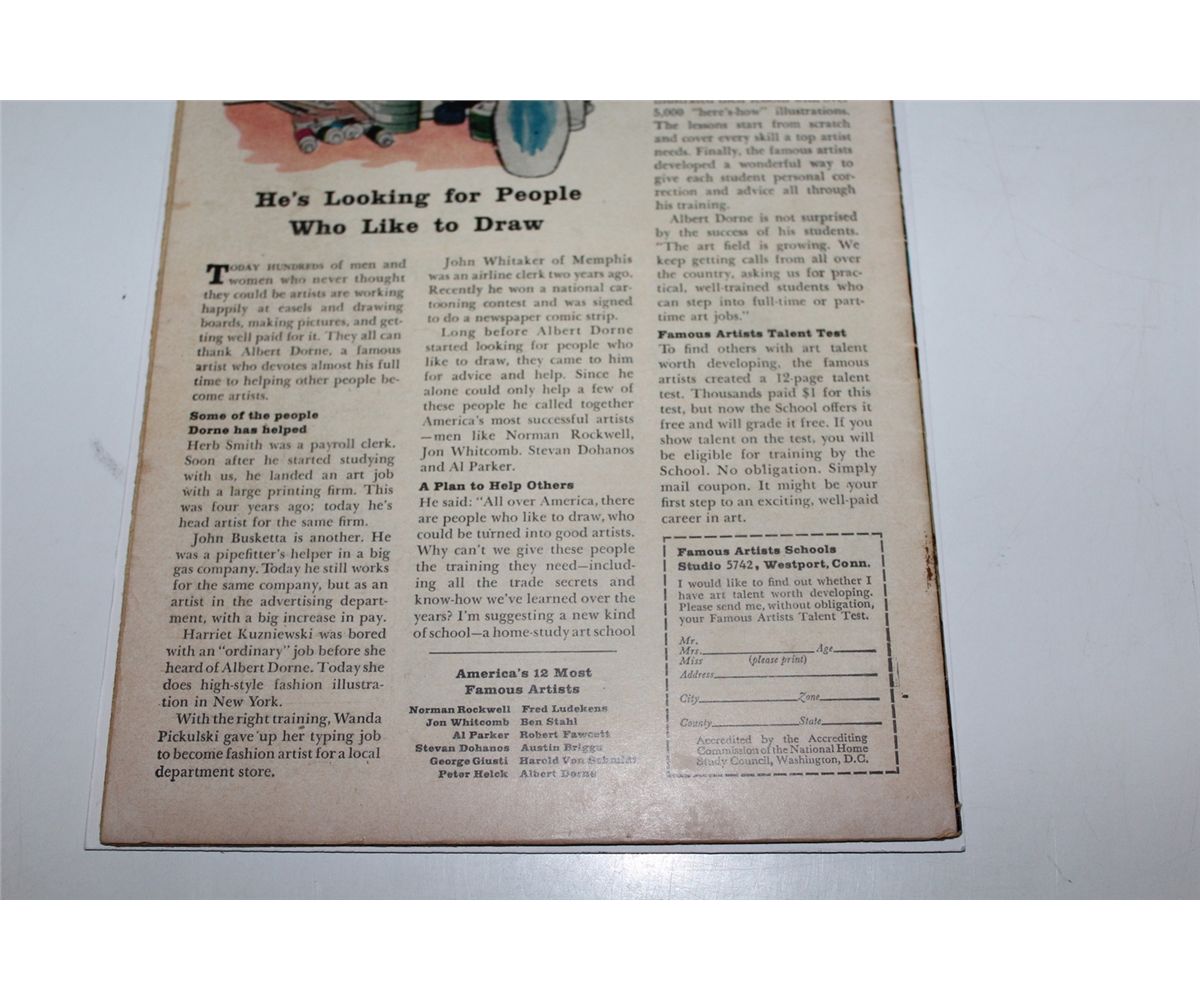 He's Looking for People
Who Like to Draw
TODAY HUNDREDS of men and
women who never thought
they could be artists are working
happily at easels and drawing
boards, making pictures, and get-
ting well paid for it. They all can
thank Albert Dorne, a famous
artist who devotes almost his full
time to helping other people be-
come artists.
Some of the people
Dorne has helped
Herb Smith was a payroll clerk.
Soon after he started studying
with us, he landed an art job
with a large printing firm. This
was four years ago; today he's
head artist for the same firm.
John Busketta is another. He
was a pipefitter's helper in a big
gas company. Today he still works
for the same company, but as an
artist in the advertising depart-
ment, with a big increase in pay.
Harriet Kuzniewski was bored
with an "ordinary" job before she
heard of Albert Dorne. Today she
does high-style fashion illustra-
tion in New York.
With the right training, Wanda
Pickulski gave up her typing job
to become fashion artist for a local
department store.
John Whitaker of Memphis
was an airline clerk two years ago.
Recently he won a national car-
tooning contest and was signed
to do a newspaper comic strip.
Long before Albert Dorne
started looking for people who
like to draw, they came to him
for advice and help. Since he
alone could only help a few of
these people he called together
America's most successful artists
—men like Norman Rockwell,
Jon Whitcomb, Stevan Dohanos
and Al Parker.
A Plan to Help Others
He said: "All over America, there
are people who like to draw, who
could be turned into good artists.
Why can't we give these people
the training they need—includ-
ing all the trade secrets and
know-how we've learned over the
years? I'm suggesting a new kind
of school—a home-study art school
America's 12 Most
Famous Artists
Norman Rockwell Fred Ludekens
Jon Whitcomb Ben Stahl
Al Parker Robert Fawcett
Stevan Dohanos Austin Briggs
George Giusti Harold Von Schmidt
Peter Helck Albert Dorne
5,000 "here's-how" illustrations.
The lessons start from scratch
and cover every skill a top artist
needs. Finally, the famous artists
developed a wonderful way to
give each student personal cor-
rection and advice all through
his training.
Albert Dorne is not surprised
by the success of his students.
"The art field is growing. We
keep getting calls from all over
the country, asking us for prac-
tical, well-trained students who
can step into full-time or part-
time art jobs."
Famous Artists Talent Test
To find others with art talent
worth developing, the famous
artists created a 12-page talent
test. Thousands paid $1 for this
test, but now the School offers it
free and will grade it free. If you
show talent on the test, you will
be eligible for training by the
School. No obligation. Simply
mail coupon. It might be your
first step to an exciting, well-paid
career in art.
Famous Artists Schools
Studio 5742, Westport, Conn.
I would like to find out whether I
have art talent worth developing.
Please send me, without obligation,
your Famous Artists Talent Test.
Mr.
Mrs. Age
Miss (please print)
Address
City Zone
County State
Accredited by the Accrediting
Commission of the National Home
Study Council, Washington, D.C.